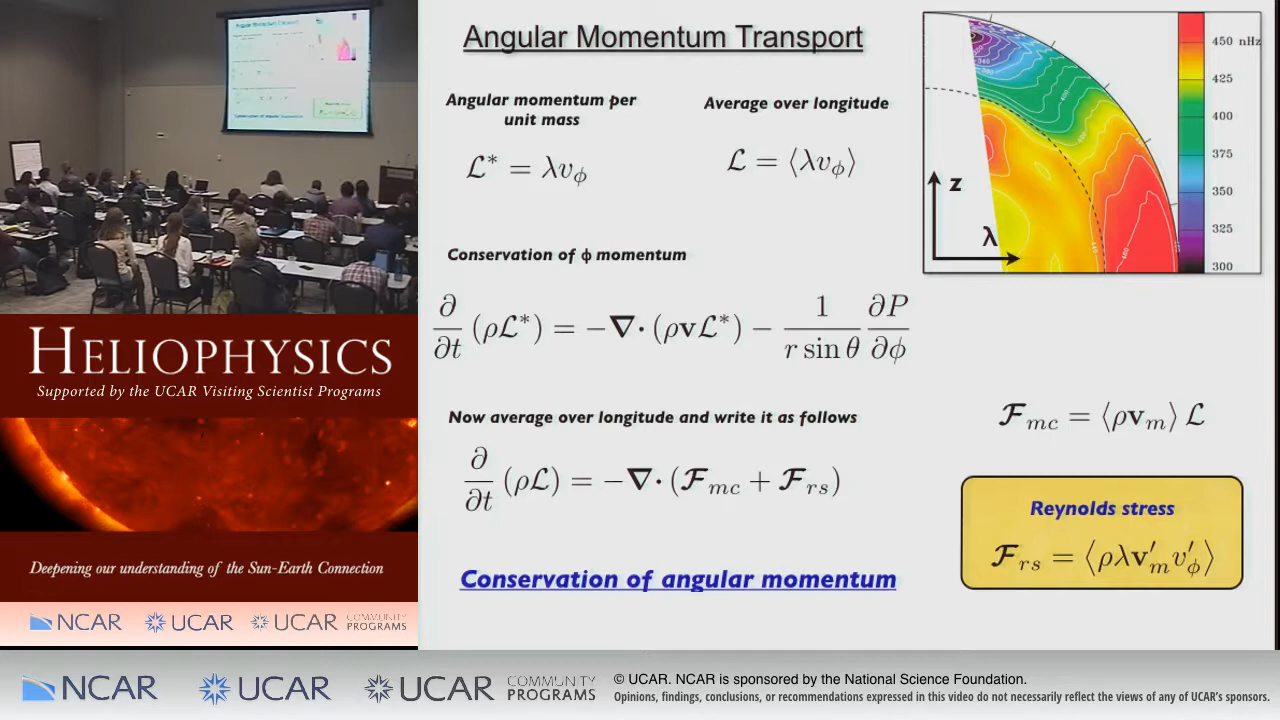 Angular Momentum Transport
Angular momentum per
unit mass
Average over longitude
ℒ* = λv_ϕ
ℒ = ⟨λv_ϕ⟩
450 nHz
425
400
375
350
325
300
z
λ
Conservation of ϕ momentum
∂/∂t (ρℒ*) = −∇· (ρvℒ*) − 1/(r sin θ) ∂P/∂ϕ
Now average over longitude and write it as follows
∂/∂t (ρℒ) = −∇· (ℱ_mc + ℱ_rs)
ℱ_mc = ⟨ρv_m⟩ ℒ
Reynolds stress
ℱ_rs = ⟨ρλv′_m v′_ϕ⟩
Conservation of angular momentum
HELIOPHYSICS
Supported by the UCAR Visiting Scientist Programs
Deepening our understanding of the Sun-Earth Connection
NCAR UCAR UCAR COMMUNITY PROGRAMS
NCAR UCAR UCAR COMMUNITY PROGRAMS
© UCAR. NCAR is sponsored by the National Science Foundation.
Opinions, findings, conclusions, or recommendations expressed in this video do not necessarily reflect the views of any of UCAR's sponsors.